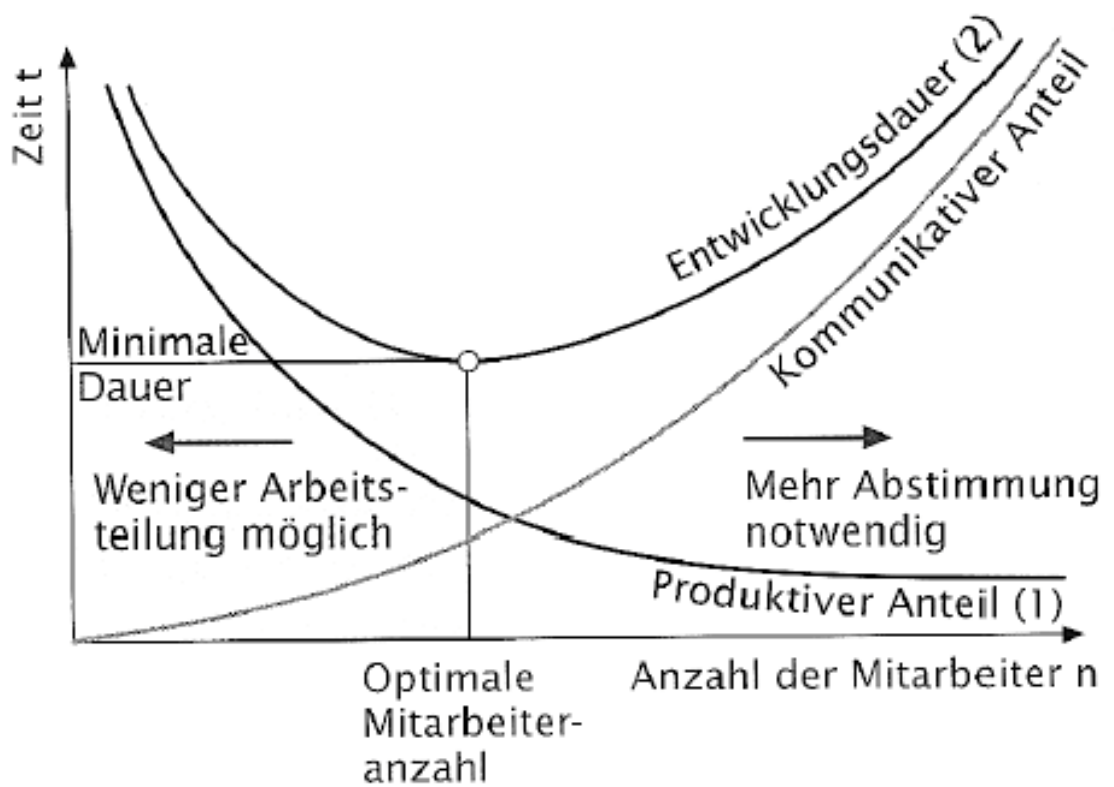 Zeit t
Entwicklungsdauer (2)
Kommunikativer Anteil
Minimale
Dauer
Weniger Arbeits-
teilung möglich
Mehr Abstimmung
notwendig
Produktiver Anteil (1)
Optimale
Mitarbeiter-
anzahl
Anzahl der Mitarbeiter n